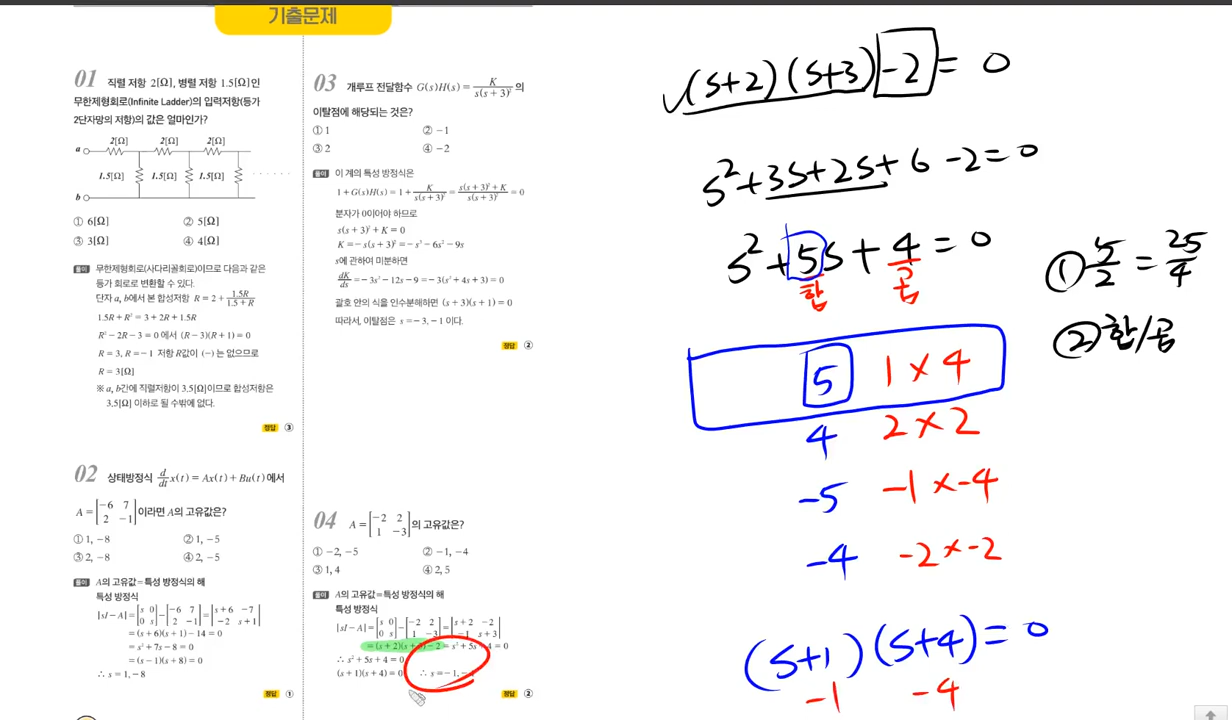 기출문제
01 직렬 저항 2[Ω], 병렬 저항 1.5[Ω]인
무한제형회로(Infinite Ladder)의 입력저항(등가
2단자망의 저항)의 값은 얼마인가?
2[Ω] 2[Ω] 2[Ω]
a
1.5[Ω] 1.5[Ω] 1.5[Ω] ······
b
① 6[Ω] ② 5[Ω]
③ 3[Ω] ④ 4[Ω]
풀이 무한제형회로(사다리꼴회로)이므로 다음과 같은
등가 회로로 변환할 수 있다.
단자 a, b에서 본 합성저항 R = 2 + 1.5R/(1.5+R)
1.5R + R² = 3 + 2R + 1.5R
R² − 2R − 3 = 0 에서 (R − 3)(R + 1) = 0
R = 3, R = −1 저항 R값이 (−)는 없으므로
R = 3[Ω]
※ a, b간에 직렬저항이 3.5[Ω]이므로 합성저항은
3.5[Ω] 이하로 될 수밖에 없다.
정답 ③
02 상태방정식 d/dt x(t) = Ax(t) + Bu(t)에서
A = [−6 7
2 −1]이라면 A의 고유값은?
① 1, −8 ② 1, −5
③ 2, −8 ④ 2, −5
풀이 A의 고유값 = 특성 방정식의 해
특성 방정식
|sI − A| = [s 0 0 s] − [−6 7 2 −1] = |s+6 −7 −2 s+1|
= (s+6)(s+1) − 14 = 0
= s² + 7s − 8 = 0
= (s−1)(s+8) = 0
∴ s = 1, −8
정답 ①
03 개루프 전달함수 G(s)H(s) = K/s(s+3)²의
이탈점에 해당되는 것은?
① 1 ② −1
③ 2 ④ −2
풀이 이 계의 특성 방정식은
1 + G(s)H(s) = 1 + K/s(s+3)² = (s(s+3)² + K)/s(s+3)² = 0
분자가 0이어야 하므로
s(s+3)² + K = 0
K = −s(s+3)² = −s³ − 6s² − 9s
s에 관하여 미분하면
dK/ds = −3s² − 12s − 9 = −3(s² + 4s + 3) = 0
괄호 안의 식을 인수분해하면 (s+3)(s+1) = 0
따라서, 이탈점은 s = −3, −1 이다.
정답 ②
04 A = [−2 2
1 −3]의 고유값은?
① −2, −5 ② −1, −4
③ 1, 4 ④ 2, 5
풀이 A의 고유값 = 특성 방정식의 해
특성 방정식
|sI − A| = [s 0 0 s] − [−2 2 1 −3] = |s+2 −2 −1 s+3|
= (s+2)(s+3) − 2 = s² + 5s + 4 = 0
∴ s² + 5s + 4 = 0
(s+1)(s+4) = 0 ∴ s = −1,
정답 ②
(s+2)(s+3) −2 = 0
s² + 3s + 2s + 6 − 2 = 0
s² + 5s + 4 = 0
합 곱
5 1 × 4
4 2 × 2
−5 −1 × −4
−4 −2 × −2
(s+1)(s+4) = 0
−1 −4
① 5/2 = 25/4
② 합/곱